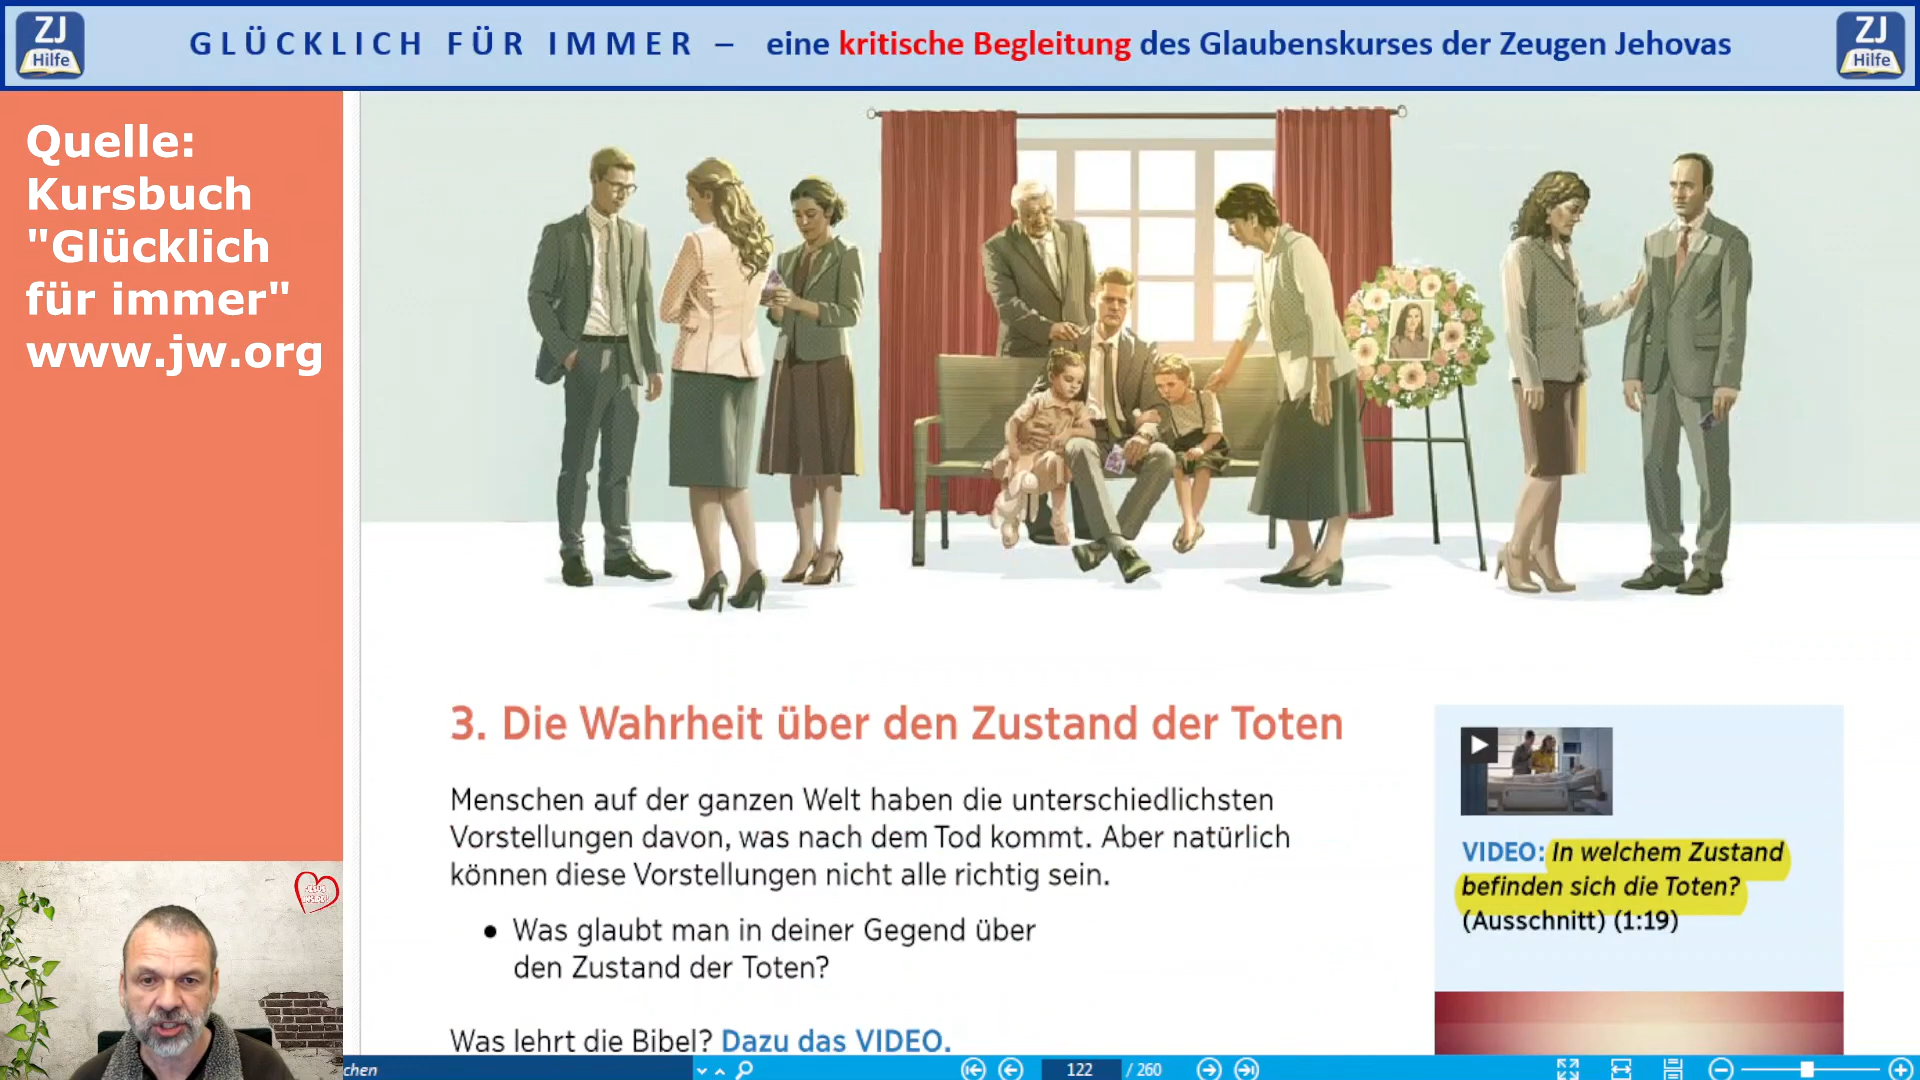 ZJ
Hilfe
GLÜCKLICH FÜR IMMER – eine kritische Begleitung des Glaubenskurses der Zeugen Jehovas
ZJ
Hilfe
Quelle:
Kursbuch
"Glücklich
für immer"
www.jw.org
3. Die Wahrheit über den Zustand der Toten
Menschen auf der ganzen Welt haben die unterschiedlichsten
Vorstellungen davon, was nach dem Tod kommt. Aber natürlich
können diese Vorstellungen nicht alle richtig sein.
● Was glaubt man in deiner Gegend über
den Zustand der Toten?
Was lehrt die Bibel? Dazu das VIDEO.
VIDEO: In welchem Zustand
befinden sich die Toten?
(Ausschnitt) (1:19)
chen
122 / 260